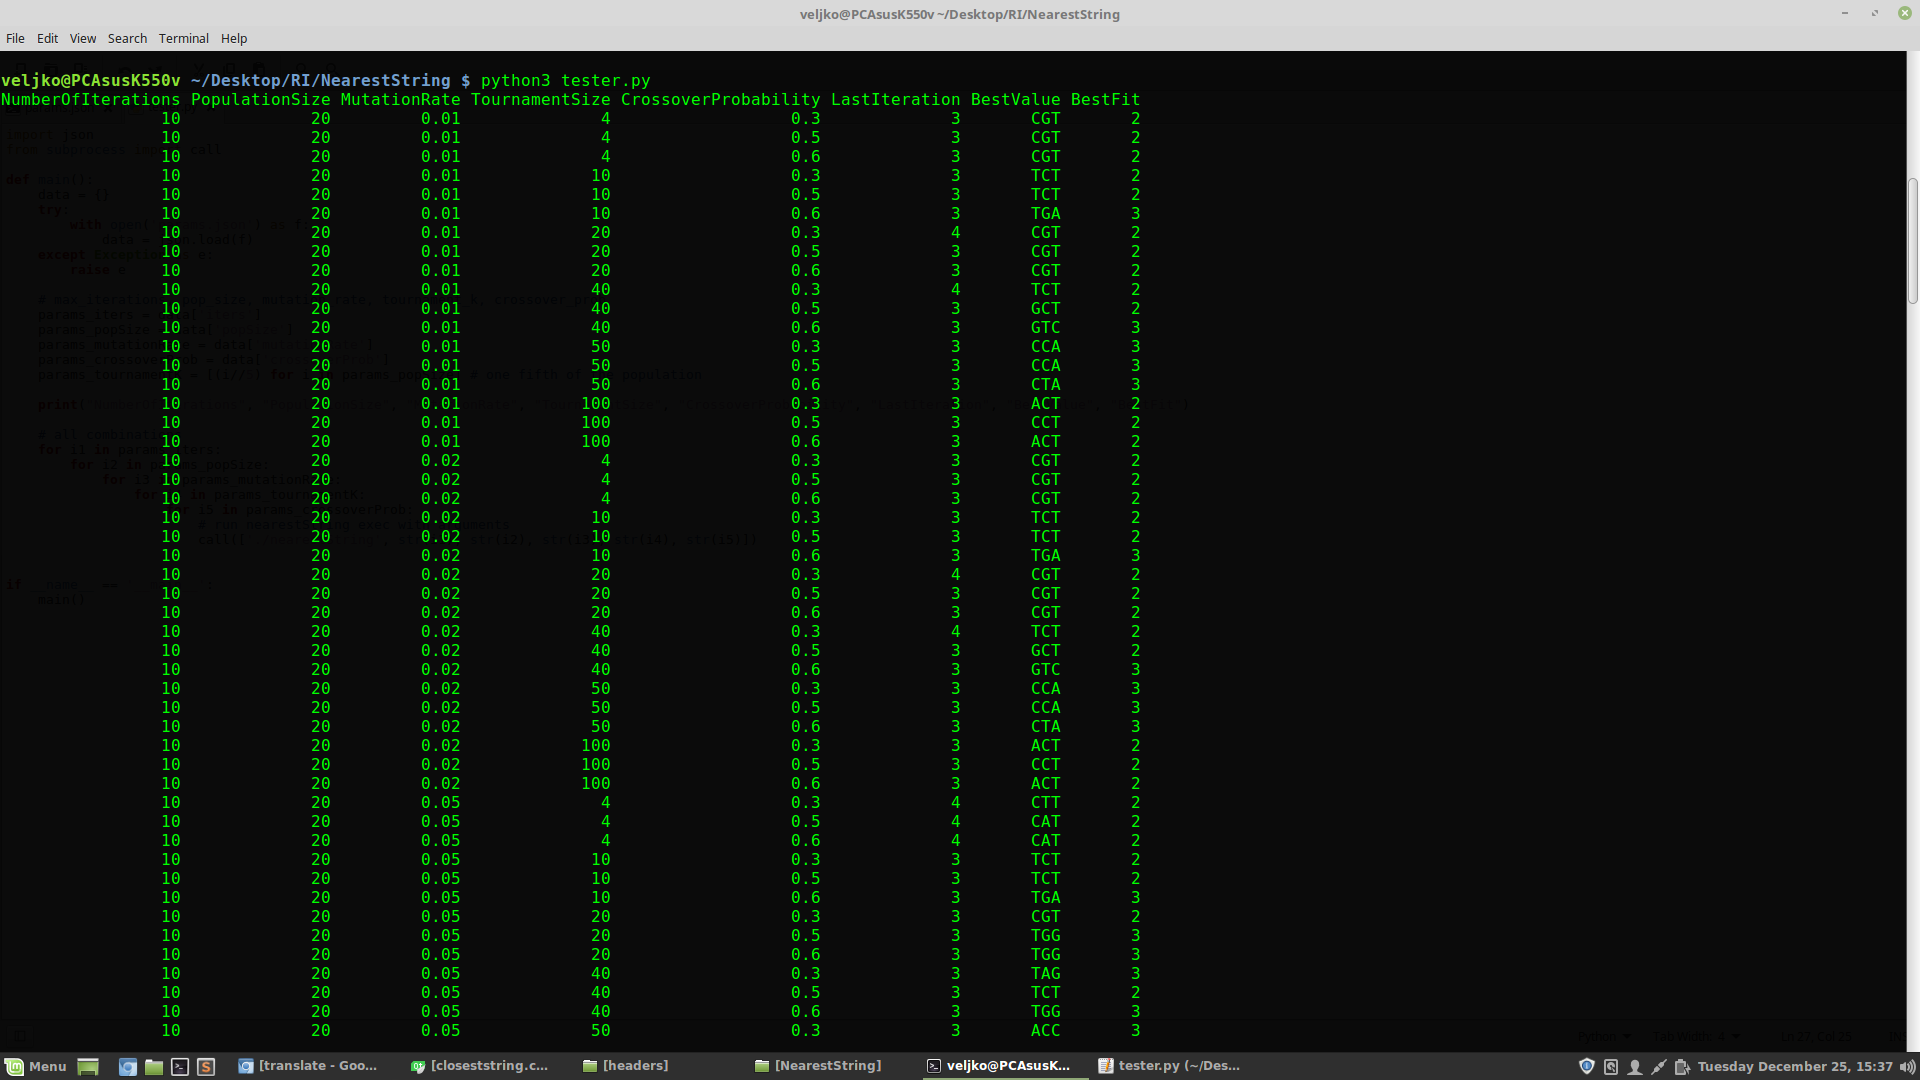 veljko@PCAsusK550v ~/Desktop/RI/NearestString
File Edit View Search Terminal Help
veljko@PCAsusK550v ~/Desktop/RI/NearestString $ python3 tester.py
NumberOfIterations PopulationSize MutationRate TournamentSize CrossoverProbability LastIteration BestValue BestFit
10 20 0.01 4 0.3 3 CGT 2
10 20 0.01 4 0.5 3 CGT 2
10 20 0.01 4 0.6 3 CGT 2
10 20 0.01 10 0.3 3 TCT 2
10 20 0.01 10 0.5 3 TCT 2
10 20 0.01 10 0.6 3 TGA 3
10 20 0.01 20 0.3 4 CGT 2
10 20 0.01 20 0.5 3 CGT 2
10 20 0.01 20 0.6 3 CGT 2
10 20 0.01 40 0.3 4 TCT 2
10 20 0.01 40 0.5 3 GCT 2
10 20 0.01 40 0.6 3 GTC 3
10 20 0.01 50 0.3 3 CCA 3
10 20 0.01 50 0.5 3 CCA 3
10 20 0.01 50 0.6 3 CTA 3
10 20 0.01 100 0.3 3 ACT 2
10 20 0.01 100 0.5 3 CCT 2
10 20 0.01 100 0.6 3 ACT 2
10 20 0.02 4 0.3 3 CGT 2
10 20 0.02 4 0.5 3 CGT 2
10 20 0.02 4 0.6 3 CGT 2
10 20 0.02 10 0.3 3 TCT 2
10 20 0.02 10 0.5 3 TCT 2
10 20 0.02 10 0.6 3 TGA 3
10 20 0.02 20 0.3 4 CGT 2
10 20 0.02 20 0.5 3 CGT 2
10 20 0.02 20 0.6 3 CGT 2
10 20 0.02 40 0.3 4 TCT 2
10 20 0.02 40 0.5 3 GCT 2
10 20 0.02 40 0.6 3 GTC 3
10 20 0.02 50 0.3 3 CCA 3
10 20 0.02 50 0.5 3 CCA 3
10 20 0.02 50 0.6 3 CTA 3
10 20 0.02 100 0.3 3 ACT 2
10 20 0.02 100 0.5 3 CCT 2
10 20 0.02 100 0.6 3 ACT 2
10 20 0.05 4 0.3 4 CTT 2
10 20 0.05 4 0.5 4 CAT 2
10 20 0.05 4 0.6 4 CAT 2
10 20 0.05 10 0.3 3 TCT 2
10 20 0.05 10 0.5 3 TCT 2
10 20 0.05 10 0.6 3 TGA 3
10 20 0.05 20 0.3 3 CGT 2
10 20 0.05 20 0.5 3 TGG 3
10 20 0.05 20 0.6 3 TGG 3
10 20 0.05 40 0.3 3 TAG 3
10 20 0.05 40 0.5 3 TCT 2
10 20 0.05 40 0.6 3 TGG 3
10 20 0.05 50 0.3 3 ACC 3
Menu [translate - Goo... [closeststring.c... [headers] [NearestString] veljko@PCAsusK... tester.py (~/Des... Tuesday December 25, 15:37